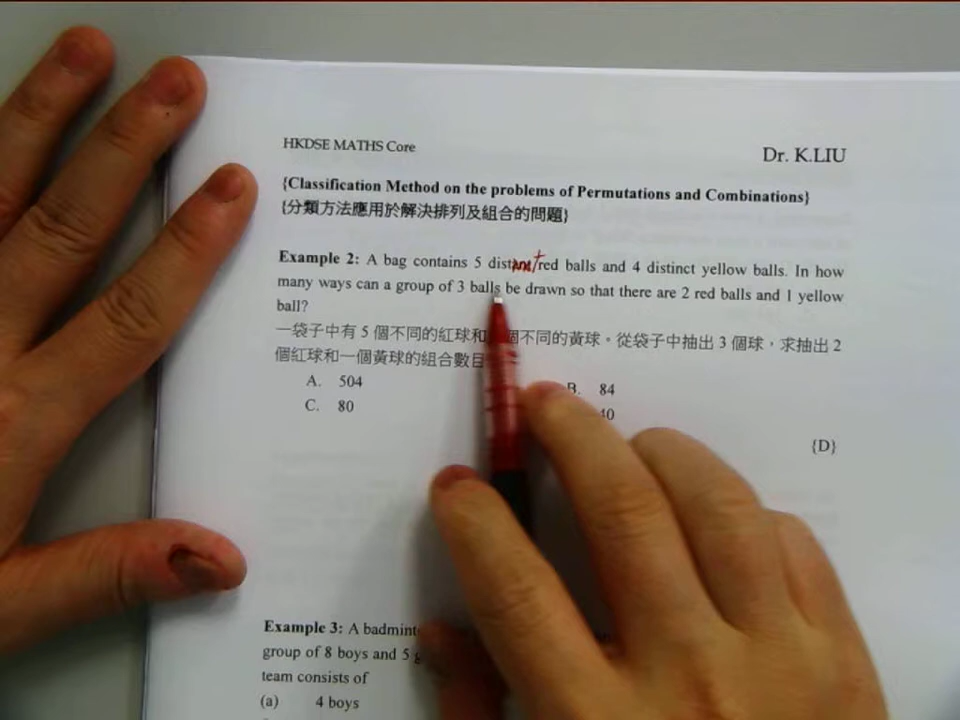 HKDSE MATHS Core
Dr. K.LIU
{Classification Method on the problems of Permutations and Combinations}
{分類方法應用於解決排列及組合的問題}
Example 2: A bag contains 5 distinct red balls and 4 distinct yellow balls. In how
many ways can a group of 3 balls be drawn so that there are 2 red balls and 1 yellow
ball?
一袋子中有 5 個不同的紅球和 個不同的黃球。從袋子中抽出 3 個球，求抽出 2
個紅球和一個黃球的組合數目
A. 504
B. 84
C. 80
40
{D}
Example 3: A badmint
group of 8 boys and 5 g
team consists of
(a) 4 boys